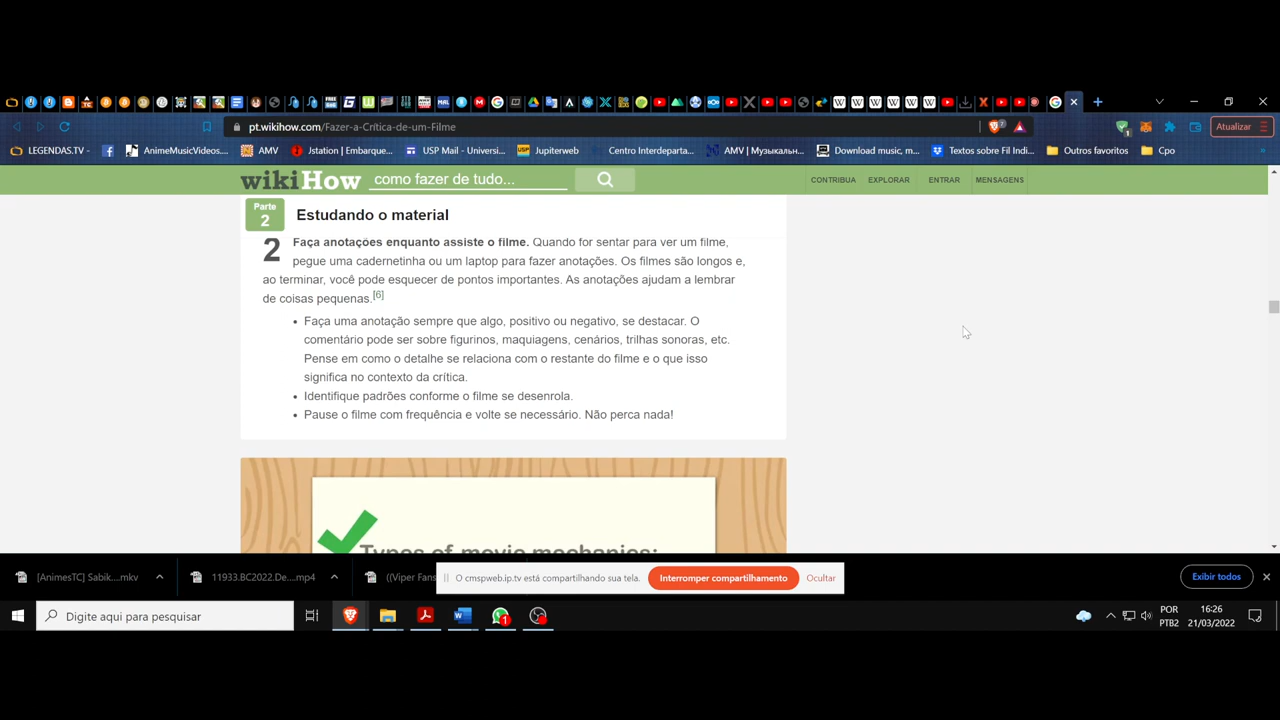 pt.wikihow.com/Fazer-a-Crítica-de-um-Filme
Atualizar
LEGENDAS.TV -
AnimeMusicVideos...
AMV
Jstation | Embarque...
USP Mail - Universi...
Jupiterweb
Centro Interdeparta...
AMV | Музыкальн...
Download music, m...
Textos sobre Fil Indi...
Outros favoritos
Cpo
wikiHow
como fazer de tudo...
CONTRIBUA
EXPLORAR
ENTRAR
MENSAGENS
Parte
2
Estudando o material
2 Faça anotações enquanto assiste o filme. Quando for sentar para ver um filme,
pegue uma cadernetinha ou um laptop para fazer anotações. Os filmes são longos e,
ao terminar, você pode esquecer de pontos importantes. As anotações ajudam a lembrar
de coisas pequenas.[6]
• Faça uma anotação sempre que algo, positivo ou negativo, se destacar. O
comentário pode ser sobre figurinos, maquiagens, cenários, trilhas sonoras, etc.
Pense em como o detalhe se relaciona com o restante do filme e o que isso
significa no contexto da crítica.
• Identifique padrões conforme o filme se desenrola.
• Pause o filme com frequência e volte se necessário. Não perca nada!
Types of movie mechanics:
[AnimesTC] Sabik....mkv
11933.BC2022.De....mp4
((Viper Fans
O cmspweb.ip.tv está compartilhando sua tela.
Interromper compartilhamento
Ocultar
Exibir todos
Digite aqui para pesquisar
POR
PTB2
16:26
21/03/2022